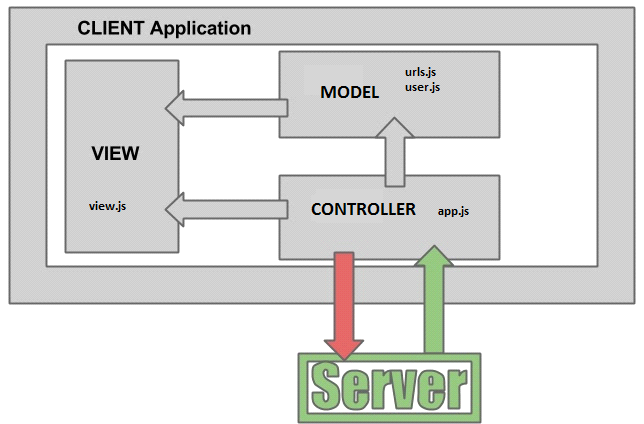 CLIENT Application
MODEL
urls.js
user.js
VIEW
view.js
CONTROLLER
app.js
Server